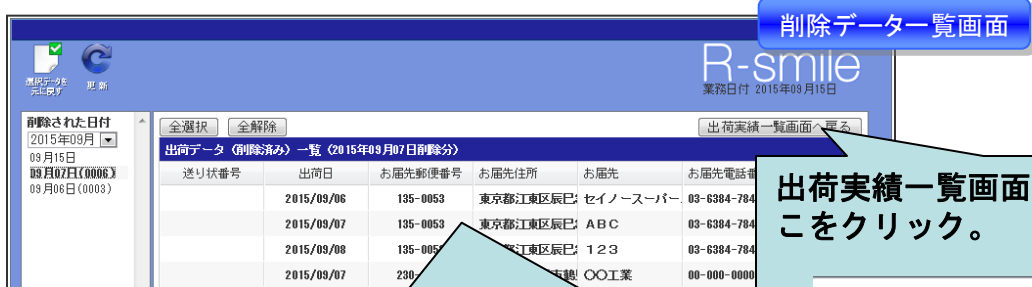 削除データ一覧画面
R-smile
業務日付 2015年09月15日
選択データを
元に戻す
更新
削除された日付
2015年09月
09月15日
09月07日(0006)
09月06日(0003)
全選択
全解除
出荷実績一覧画面へ戻る
出荷データ（削除済み）一覧（2015年09月07日削除分）
送り状番号 出荷日 お届先郵便番号 お届先住所 お届先 お届先電話番
2015/09/06 135-0053 東京都江東区辰巳 セイノースーパー 03-6384-784
2015/09/07 135-0053 東京都江東区辰巳 ABC 03-6384-784
2015/09/08 135-005 江東区辰巳 123 03-6384-784
2015/09/07 230- 〇〇工業 00-000-0000
出荷実績一覧画面
こをクリック。